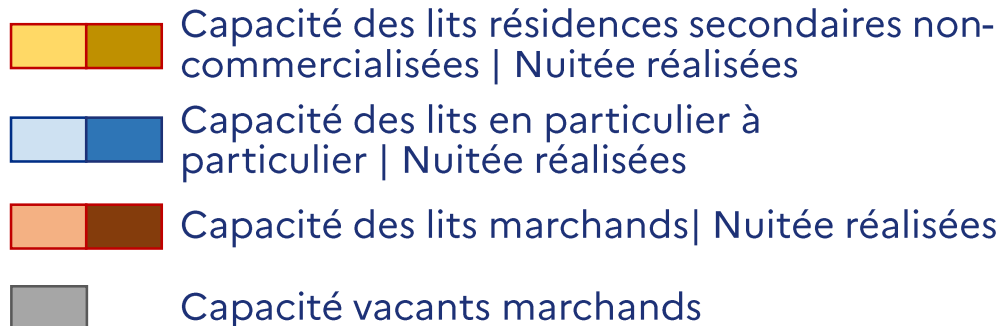 Capacité des lits résidences secondaires non-
commercialisées | Nuitée réalisées
Capacité des lits en particulier à
particulier | Nuitée réalisées
Capacité des lits marchands| Nuitée réalisées
Capacité vacants marchands